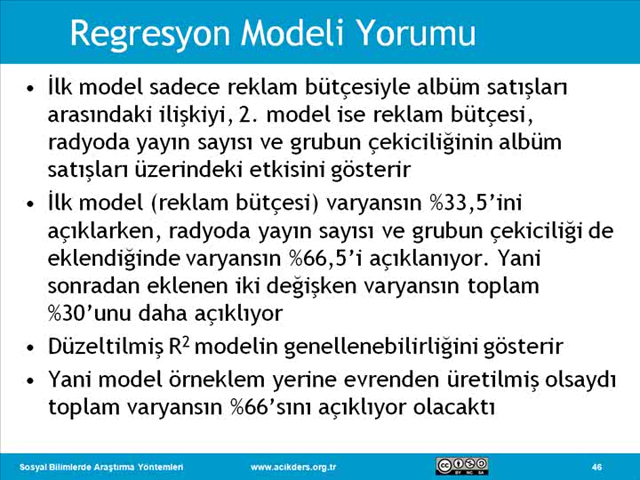 Regresyon Modeli Yorumu
• İlk model sadece reklam bütçesiyle albüm satışları
arasındaki ilişkiyi, 2. model ise reklam bütçesi,
radyoda yayın sayısı ve grubun çekiciliğinin albüm
satışları üzerindeki etkisini gösterir
• İlk model (reklam bütçesi) varyansın %33,5’ini
açıklarken, radyoda yayın sayısı ve grubun çekiciliği de
eklendiğinde varyansın %66,5’i açıklanıyor. Yani
sonradan eklenen iki değişken varyansın toplam
%30’unu daha açıklıyor
• Düzeltilmiş R² modelin genellenebilirliğini gösterir
• Yani model örneklem yerine evrenden üretilmiş olsaydı
toplam varyansın %66’sını açıklıyor olacaktı
Sosyal Bilimlerde Araştırma Yöntemleri www.acikders.org.tr cc BY NC SA 46